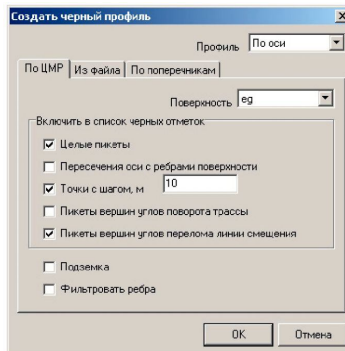 Создать черный профиль
Профиль По оси
По ЦМР Из файла По поперечникам
Поверхность eg
Включить в список черных отметок
Целые пикеты
Пересечения оси с ребрами поверхности
Точки с шагом, м 10
Пикеты вершин углов поворота трассы
Пикеты вершин углов перелома линии смещения
Подземка
Фильтровать ребра
OK Отмена